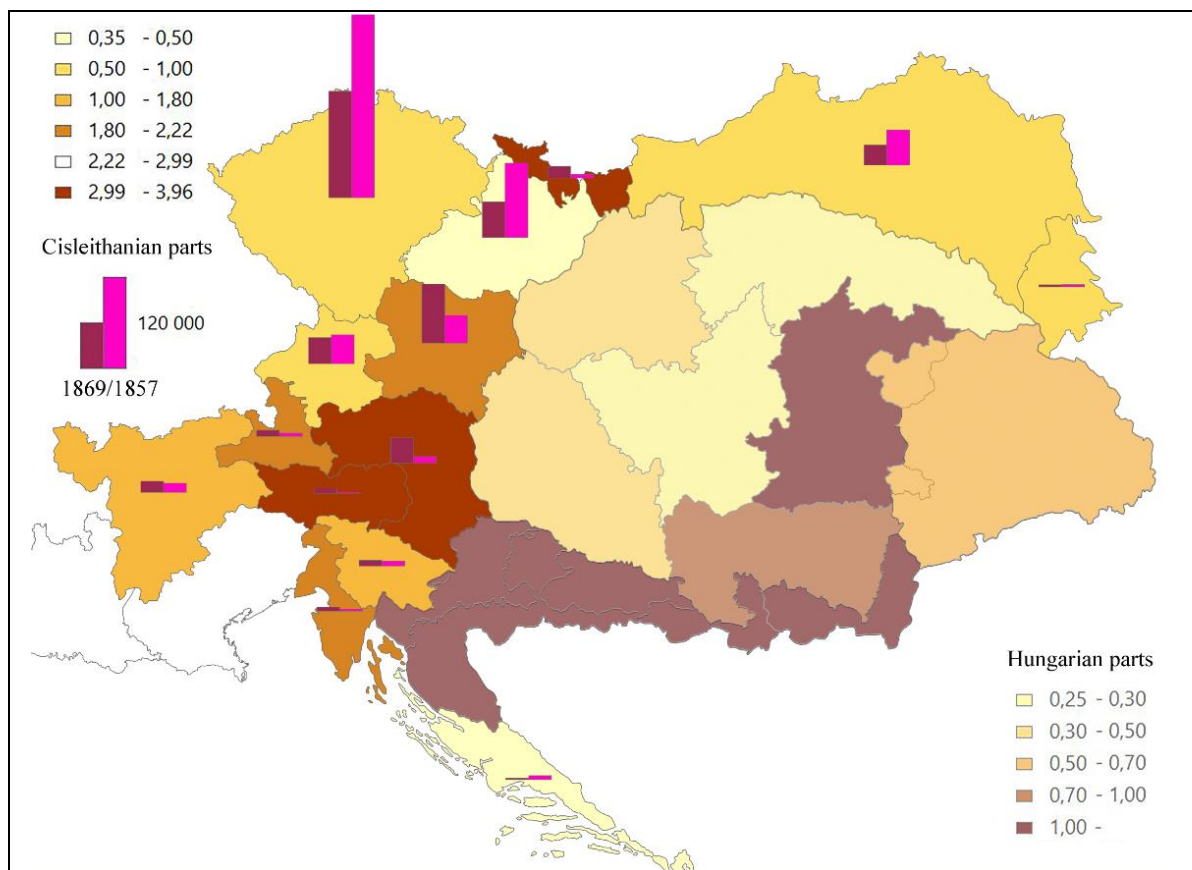 0,35 - 0,50
0,50 - 1,00
1,00 - 1,80
1,80 - 2,22
2,22 - 2,99
2,99 - 3,96
Cisleithanian parts
120 000
1869/1857
Hungarian parts
0,25 - 0,30
0,30 - 0,50
0,50 - 0,70
0,70 - 1,00
1,00 -